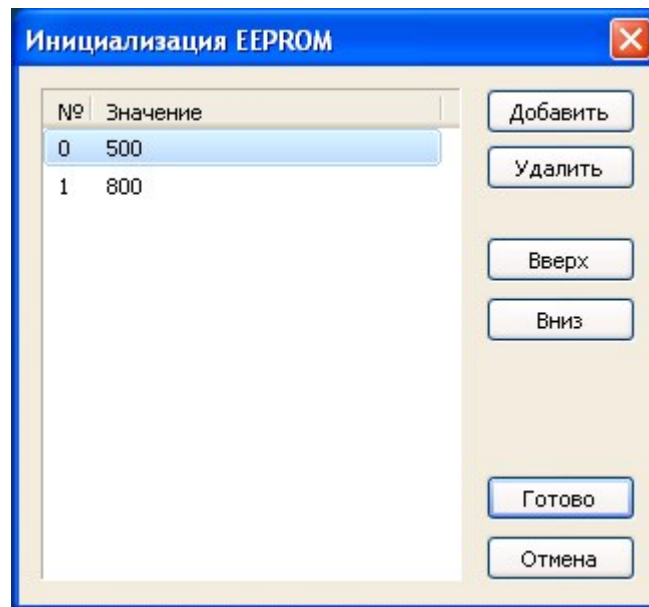 Инициализация EEPROM
№ Значение
0 500
1 800
Добавить
Удалить
Вверх
Вниз
Готово
Отмена